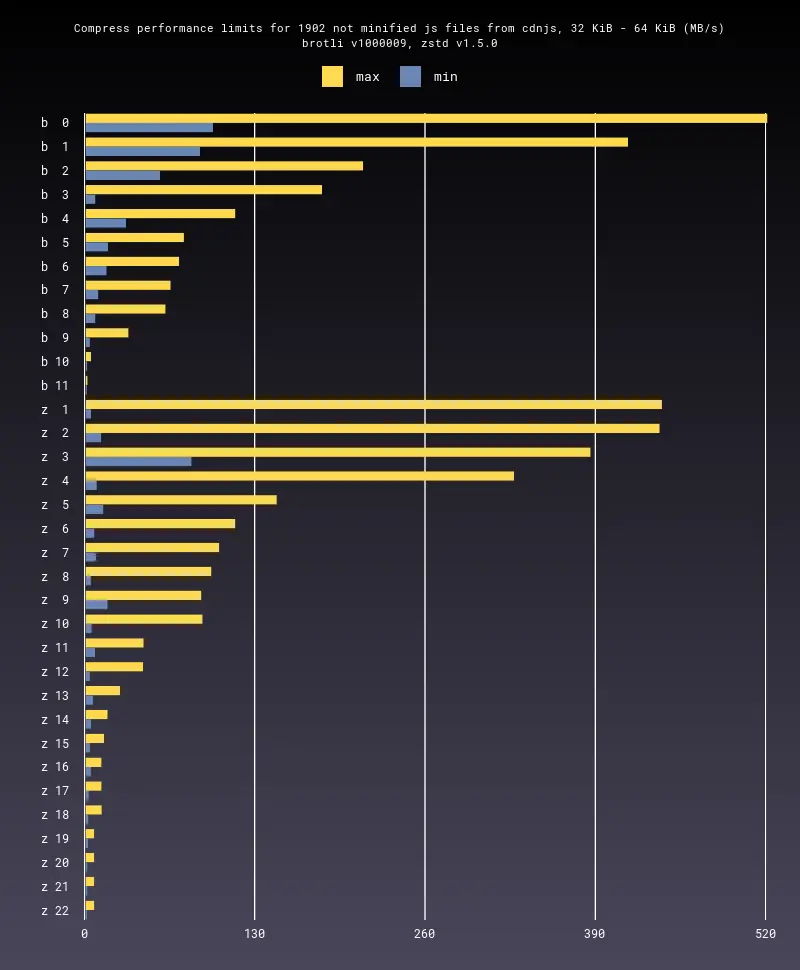 Compress performance limits for 1902 not minified js files from cdnjs, 32 KiB - 64 KiB (MB/s)
brotli v1000009, zstd v1.5.0
max min
b 0
b 1
b 2
b 3
b 4
b 5
b 6
b 7
b 8
b 9
b 10
b 11
z 1
z 2
z 3
z 4
z 5
z 6
z 7
z 8
z 9
z 10
z 11
z 12
z 13
z 14
z 15
z 16
z 17
z 18
z 19
z 20
z 21
z 22
0 130 260 390 520